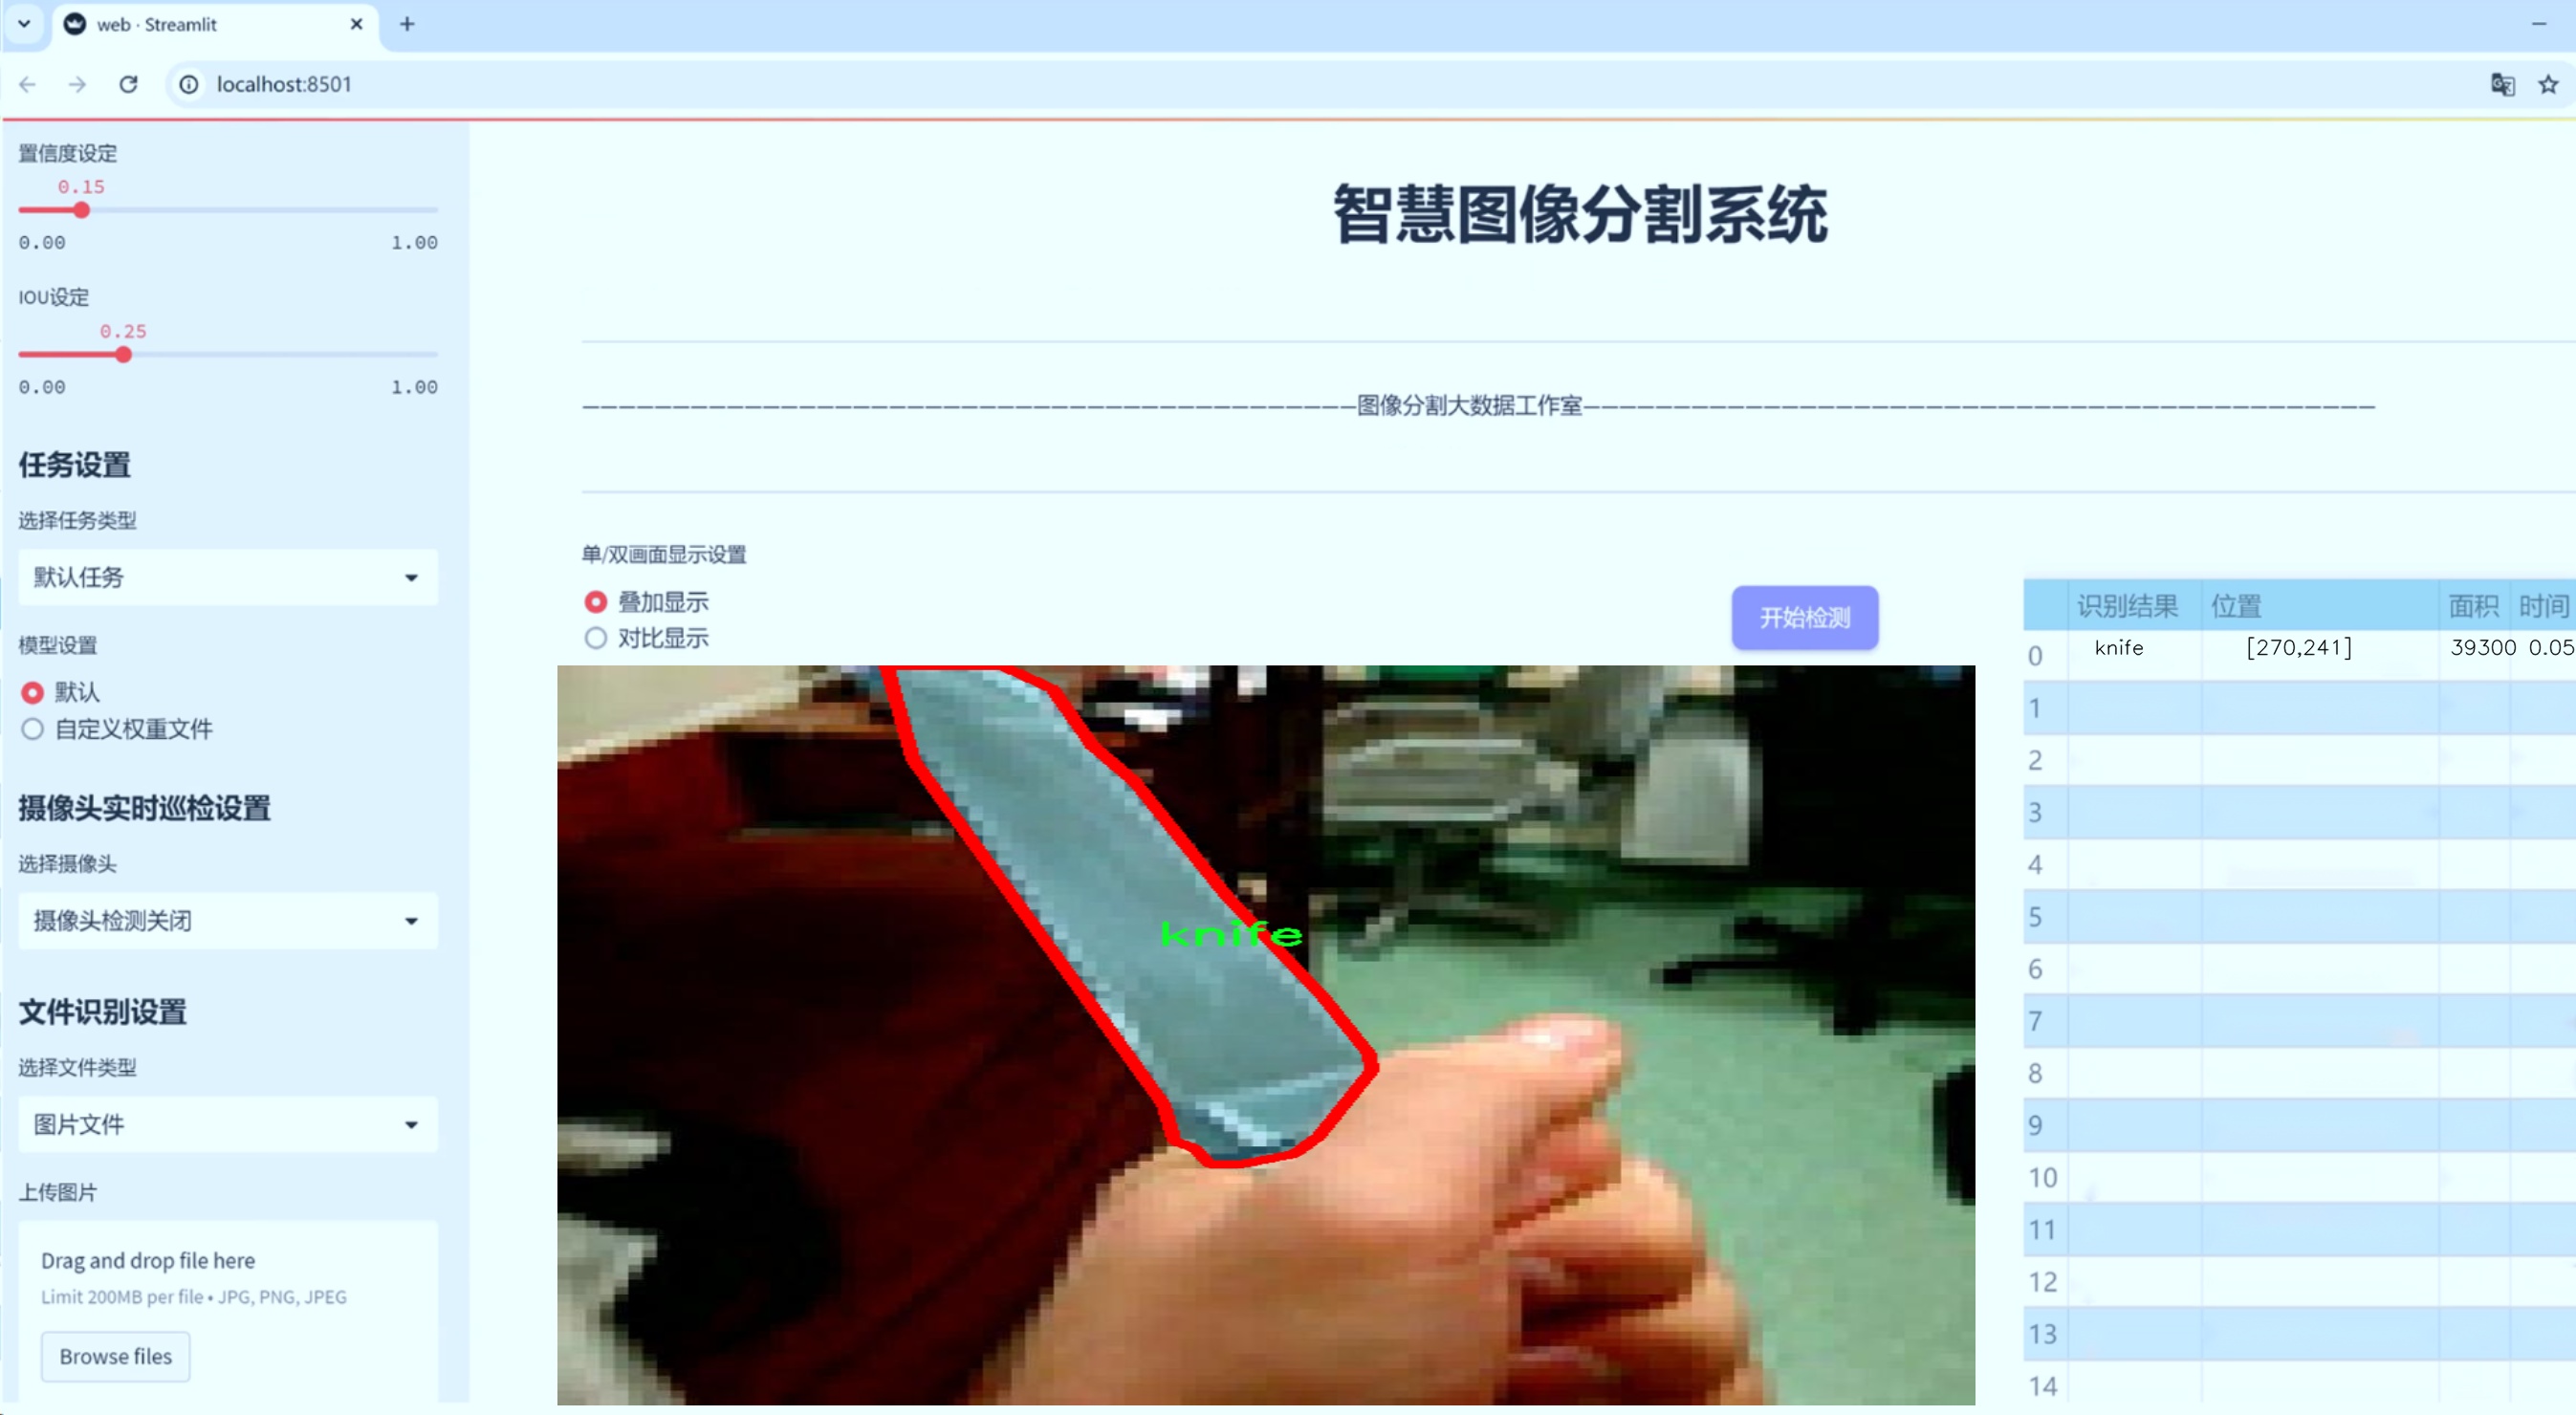 web · Streamlit
localhost:8501
置信度设定
0.15
0.00 1.00
IOU设定
0.25
0.00 1.00
任务设置
选择任务类型
默认任务
模型设置
默认
自定义权重文件
摄像头实时巡检设置
选择摄像头
摄像头检测关闭
文件识别设置
选择文件类型
图片文件
上传图片
Drag and drop file here
Limit 200MB per file • JPG, PNG, JPEG
Browse files
智慧图像分割系统
———————————————————————————————————————————图像分割大数据工作室————————————————————————————————————————————
单/双画面显示设置
叠加显示
对比显示
开始检测
knife
识别结果 位置 面积 时间
0 knife [270,241] 39300 0.05
1
2
3
4
5
6
7
8
9
10
11
12
13
14